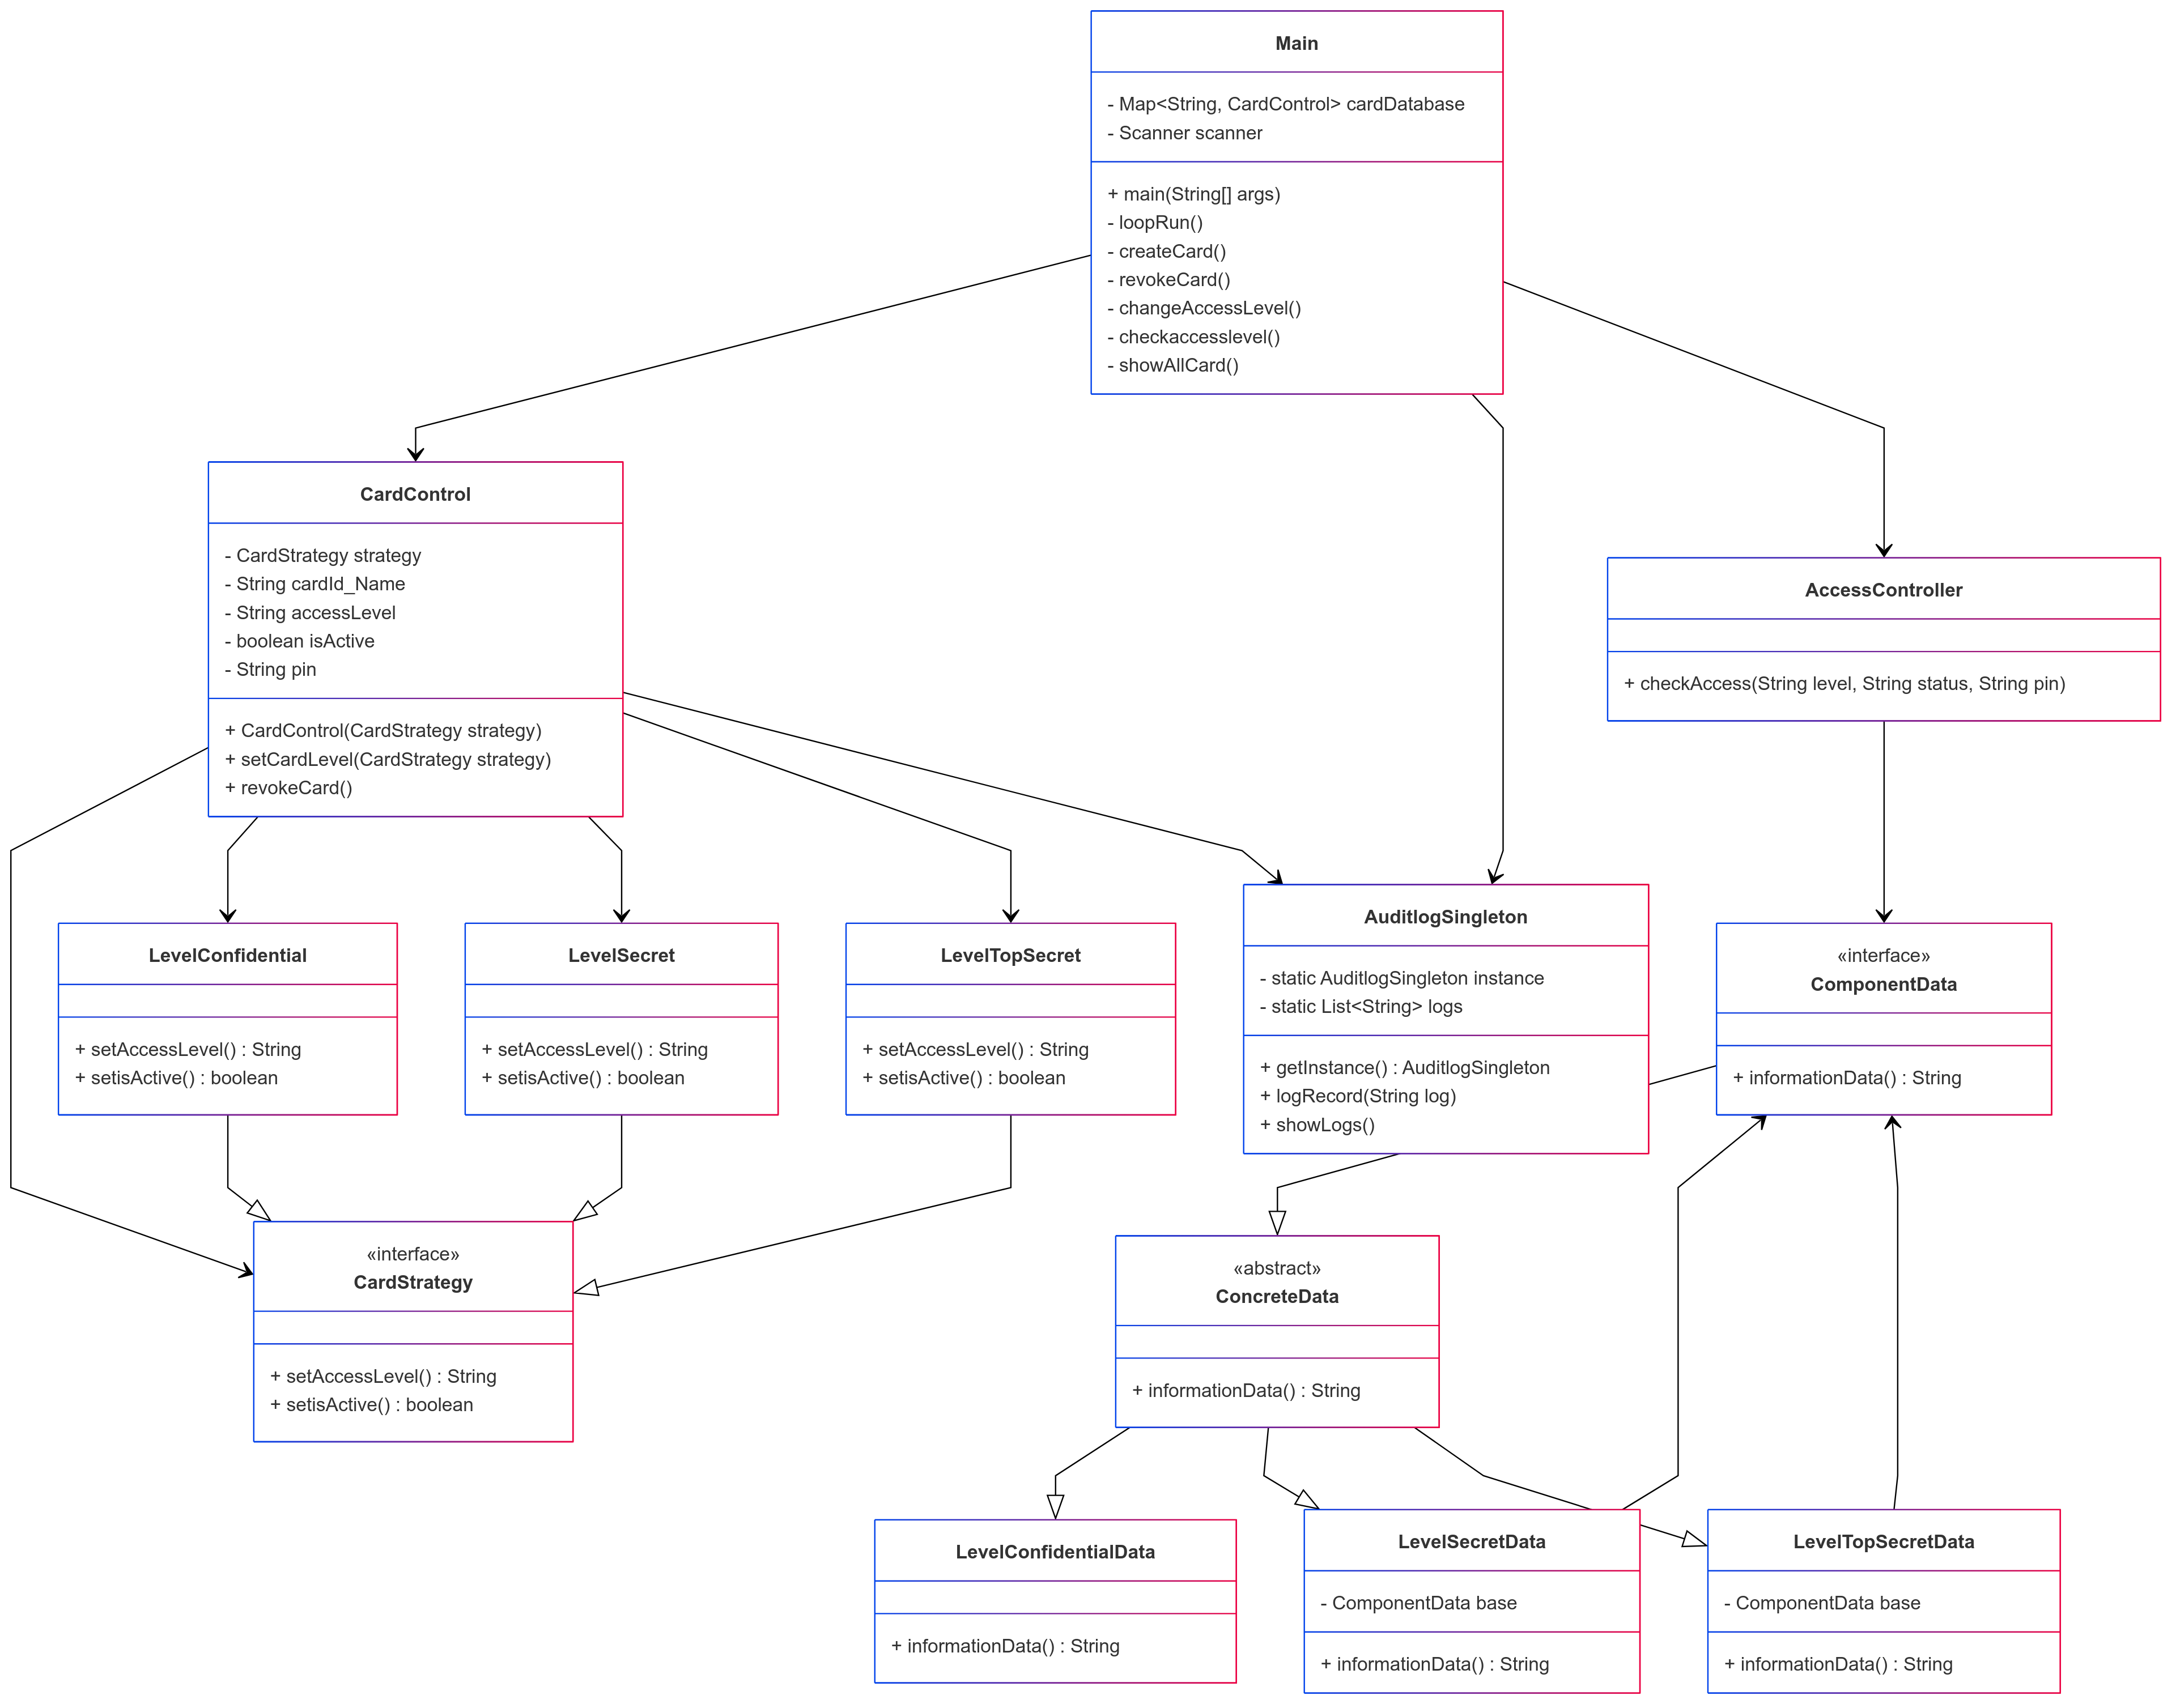 Main
- Map<String, CardControl> cardDatabase
- Scanner scanner
+ main(String[] args)
- loopRun()
- createCard()
- revokeCard()
- changeAccessLevel()
- checkaccesslevel()
- showAllCard()
CardControl
- CardStrategy strategy
- String cardId_Name
- String accessLevel
- boolean isActive
- String pin
+ CardControl(CardStrategy strategy)
+ setCardLevel(CardStrategy strategy)
+ revokeCard()
AccessController
+ checkAccess(String level, String status, String pin)
LevelConfidential
+ setAccessLevel() : String
+ setisActive() : boolean
LevelSecret
+ setAccessLevel() : String
+ setisActive() : boolean
LevelTopSecret
+ setAccessLevel() : String
+ setisActive() : boolean
AuditlogSingleton
- static AuditlogSingleton instance
- static List<String> logs
+ getInstance() : AuditlogSingleton
+ logRecord(String log)
+ showLogs()
«interface»
ComponentData
+ informationData() : String
«interface»
CardStrategy
+ setAccessLevel() : String
+ setisActive() : boolean
«abstract»
ConcreteData
+ informationData() : String
LevelConfidentialData
+ informationData() : String
LevelSecretData
- ComponentData base
+ informationData() : String
LevelTopSecretData
- ComponentData base
+ informationData() : String